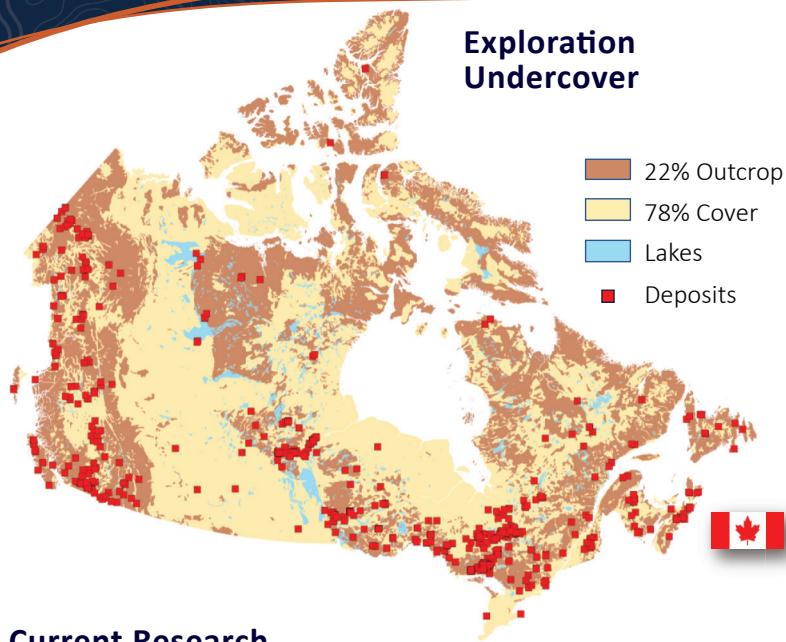 Exploration
Undercover
22% Outcrop
78% Cover
Lakes
Deposits
Current Research